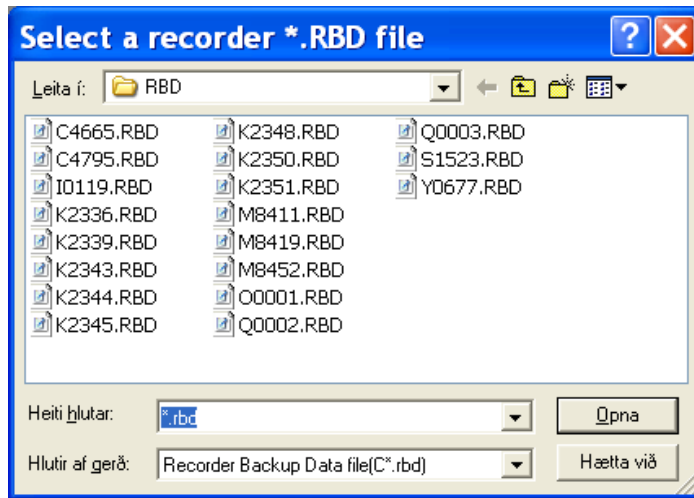 Select a recorder *.RBD file
Leita í: RBD
C4665.RBD K2348.RBD Q0003.RBD
C4795.RBD K2350.RBD S1523.RBD
I0119.RBD K2351.RBD Y0677.RBD
K2336.RBD M8411.RBD
K2339.RBD M8419.RBD
K2343.RBD M8452.RBD
K2344.RBD O0001.RBD
K2345.RBD Q0002.RBD
Heiti hlutar: *.rbd Opna
Hlutir af gerð: Recorder Backup Data file(C*.rbd) Hætta við